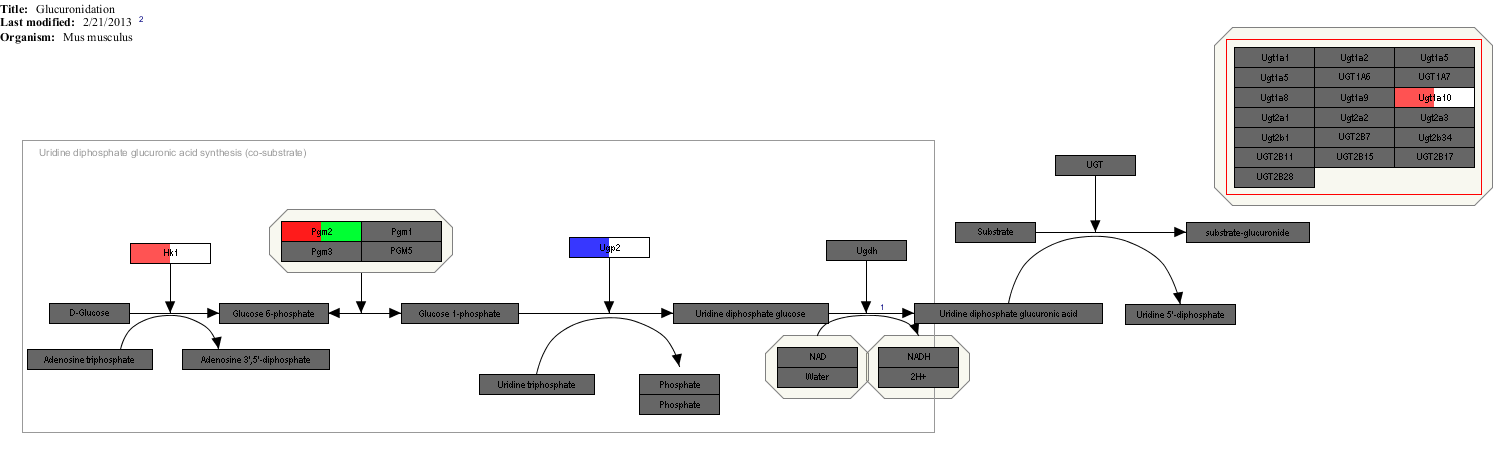 Title: Glucuronidation
Last modified: 2/21/2013 2
Organism: Mus musculus
Ugt1a1 Ugt1a2 Ugt1a5
Ugt1a5 UGT1A6 UGT1A7
Ugt1a8 Ugt1a9 Ugt1a10
Ugt2a1 Ugt2a2 Ugt2a3
Ugt2b1 UGT2B7 Ugt2b34
UGT2B11 UGT2B15 UGT2B17
UGT2B28
Uridine diphosphate glucuronic acid synthesis (co-substrate)
UGT
Pgm2 Pgm1
Pgm3 PGM5
Hk1
Ugp2
Ugdh
Substrate
substrate-glucuronide
D-Glucose
Glucose 6-phosphate
Glucose 1-phosphate
Uridine diphosphate glucose
1
Uridine diphosphate glucuronic acid
Uridine 5'-diphosphate
Adenosine triphosphate
Adenosine 3',5'-diphosphate
Uridine triphosphate
Phosphate
Phosphate
NAD
Water
NADH
2H+